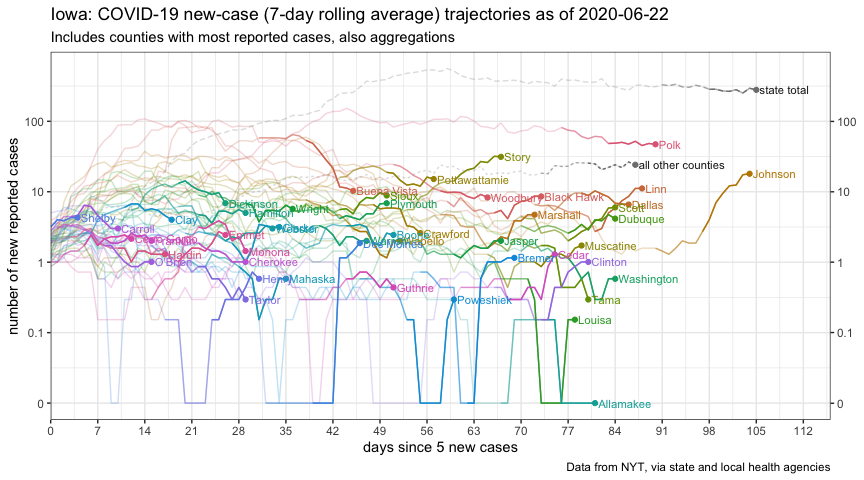 Iowa: COVID-19 new-case (7-day rolling average) trajectories as of 2020-06-22
Includes counties with most reported cases, also aggregations
number of new reported cases
100
10
1
0.1
0
100
10
1
0.1
0
state total
Polk
Story
all other counties
Pottawattamie
Johnson
Buena Vista
Sioux
Woodbury
Black Hawk
Linn
Plymouth
Dallas
Scott
Dickinson
Hamilton
Wright
Clay
Shelby
Marshall
Dubuque
Carroll
Webster
Boone
Crawford
Wapello
Des Moines
Jasper
Emmet
Franklin
Hardin
O'Brien
Monona
Cherokee
Muscatine
Cedar
Bremer
Clinton
Henry
Mahaska
Washington
Guthrie
Taylor
Poweshiek
Tama
Louisa
Allamakee
0 7 14 21 28 35 42 49 56 63 70 77 84 91 98 105 112
days since 5 new cases
Data from NYT, via state and local health agencies